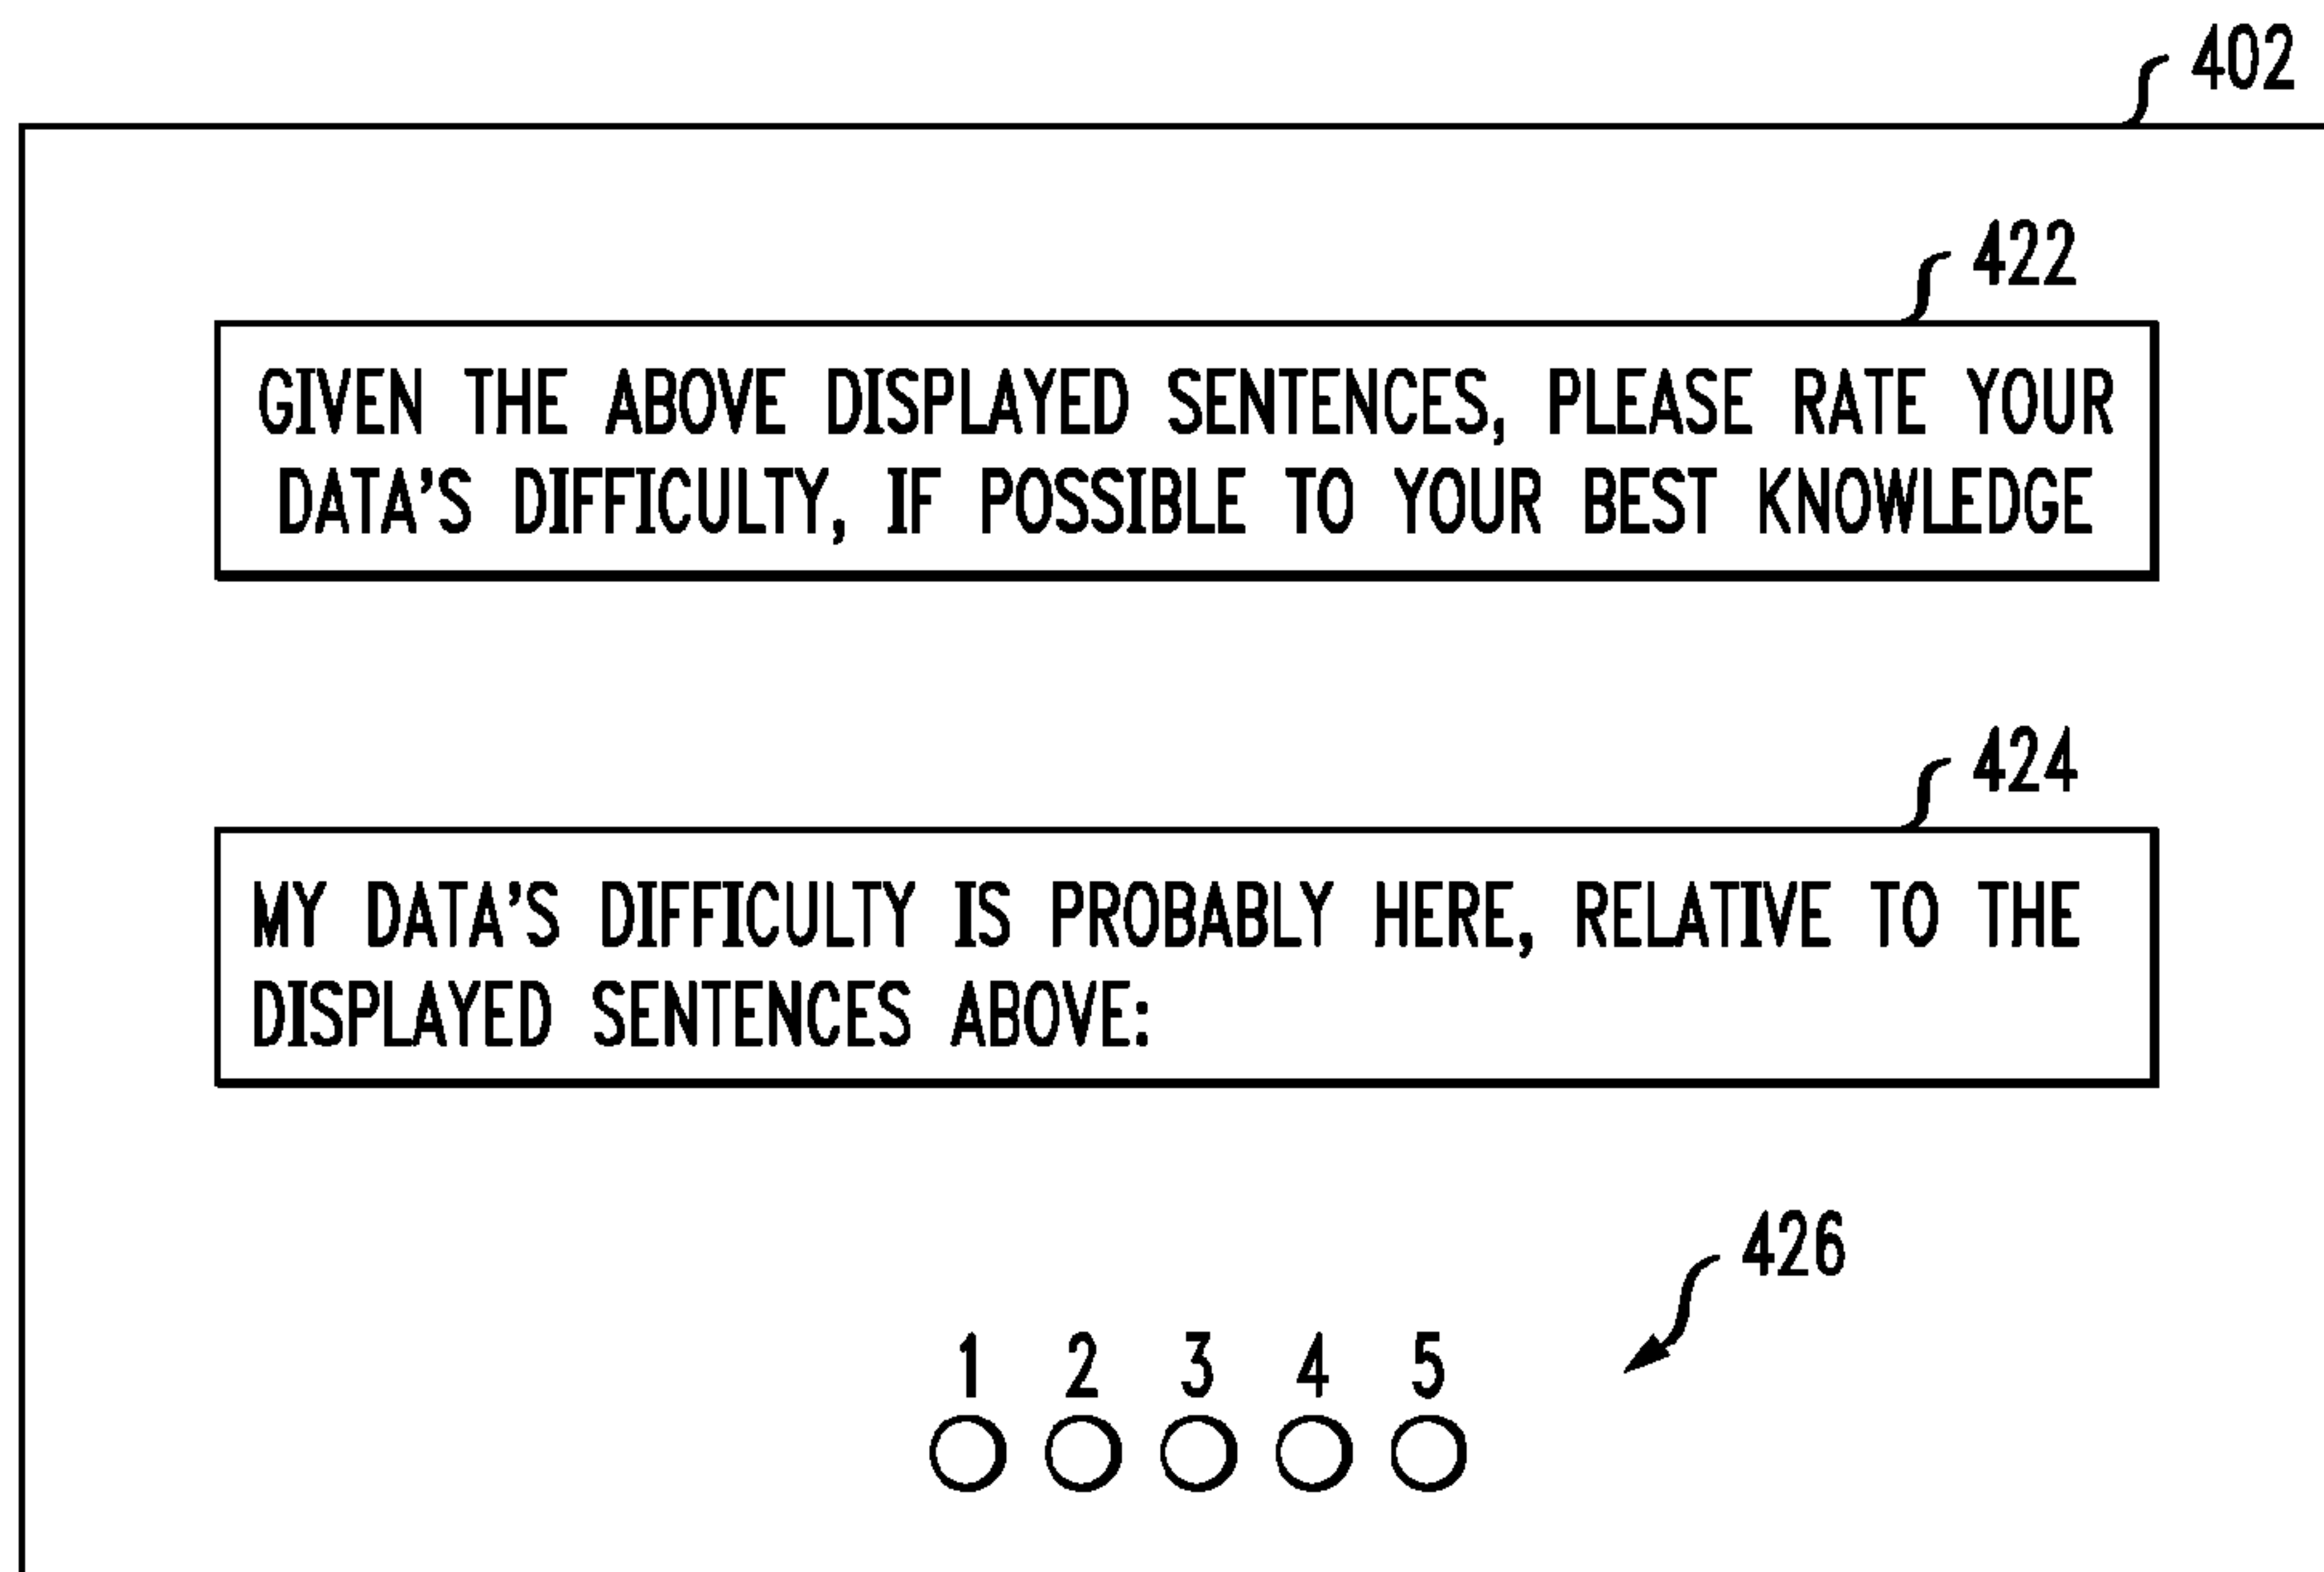 402
422
GIVEN THE ABOVE DISPLAYED SENTENCES, PLEASE RATE YOUR
DATA'S DIFFICULTY, IF POSSIBLE TO YOUR BEST KNOWLEDGE
424
MY DATA'S DIFFICULTY IS PROBABLY HERE, RELATIVE TO THE
DISPLAYED SENTENCES ABOVE:
426
1 2 3 4 5